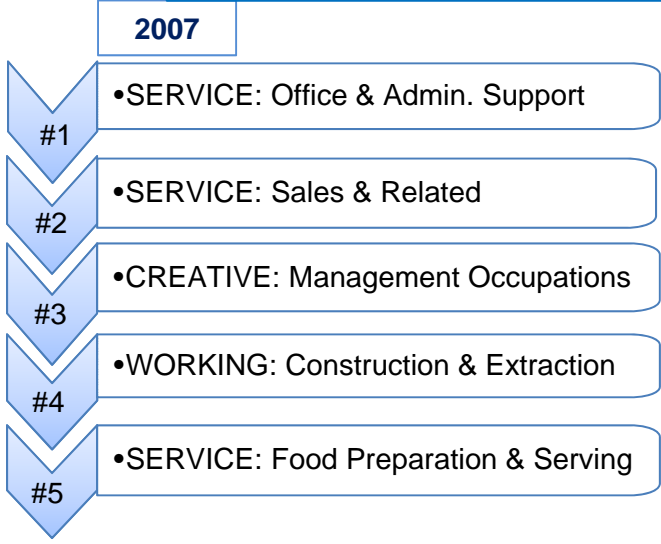 2007
#1
•SERVICE: Office & Admin. Support
#2
•SERVICE: Sales & Related
#3
•CREATIVE: Management Occupations
#4
•WORKING: Construction & Extraction
#5
•SERVICE: Food Preparation & Serving